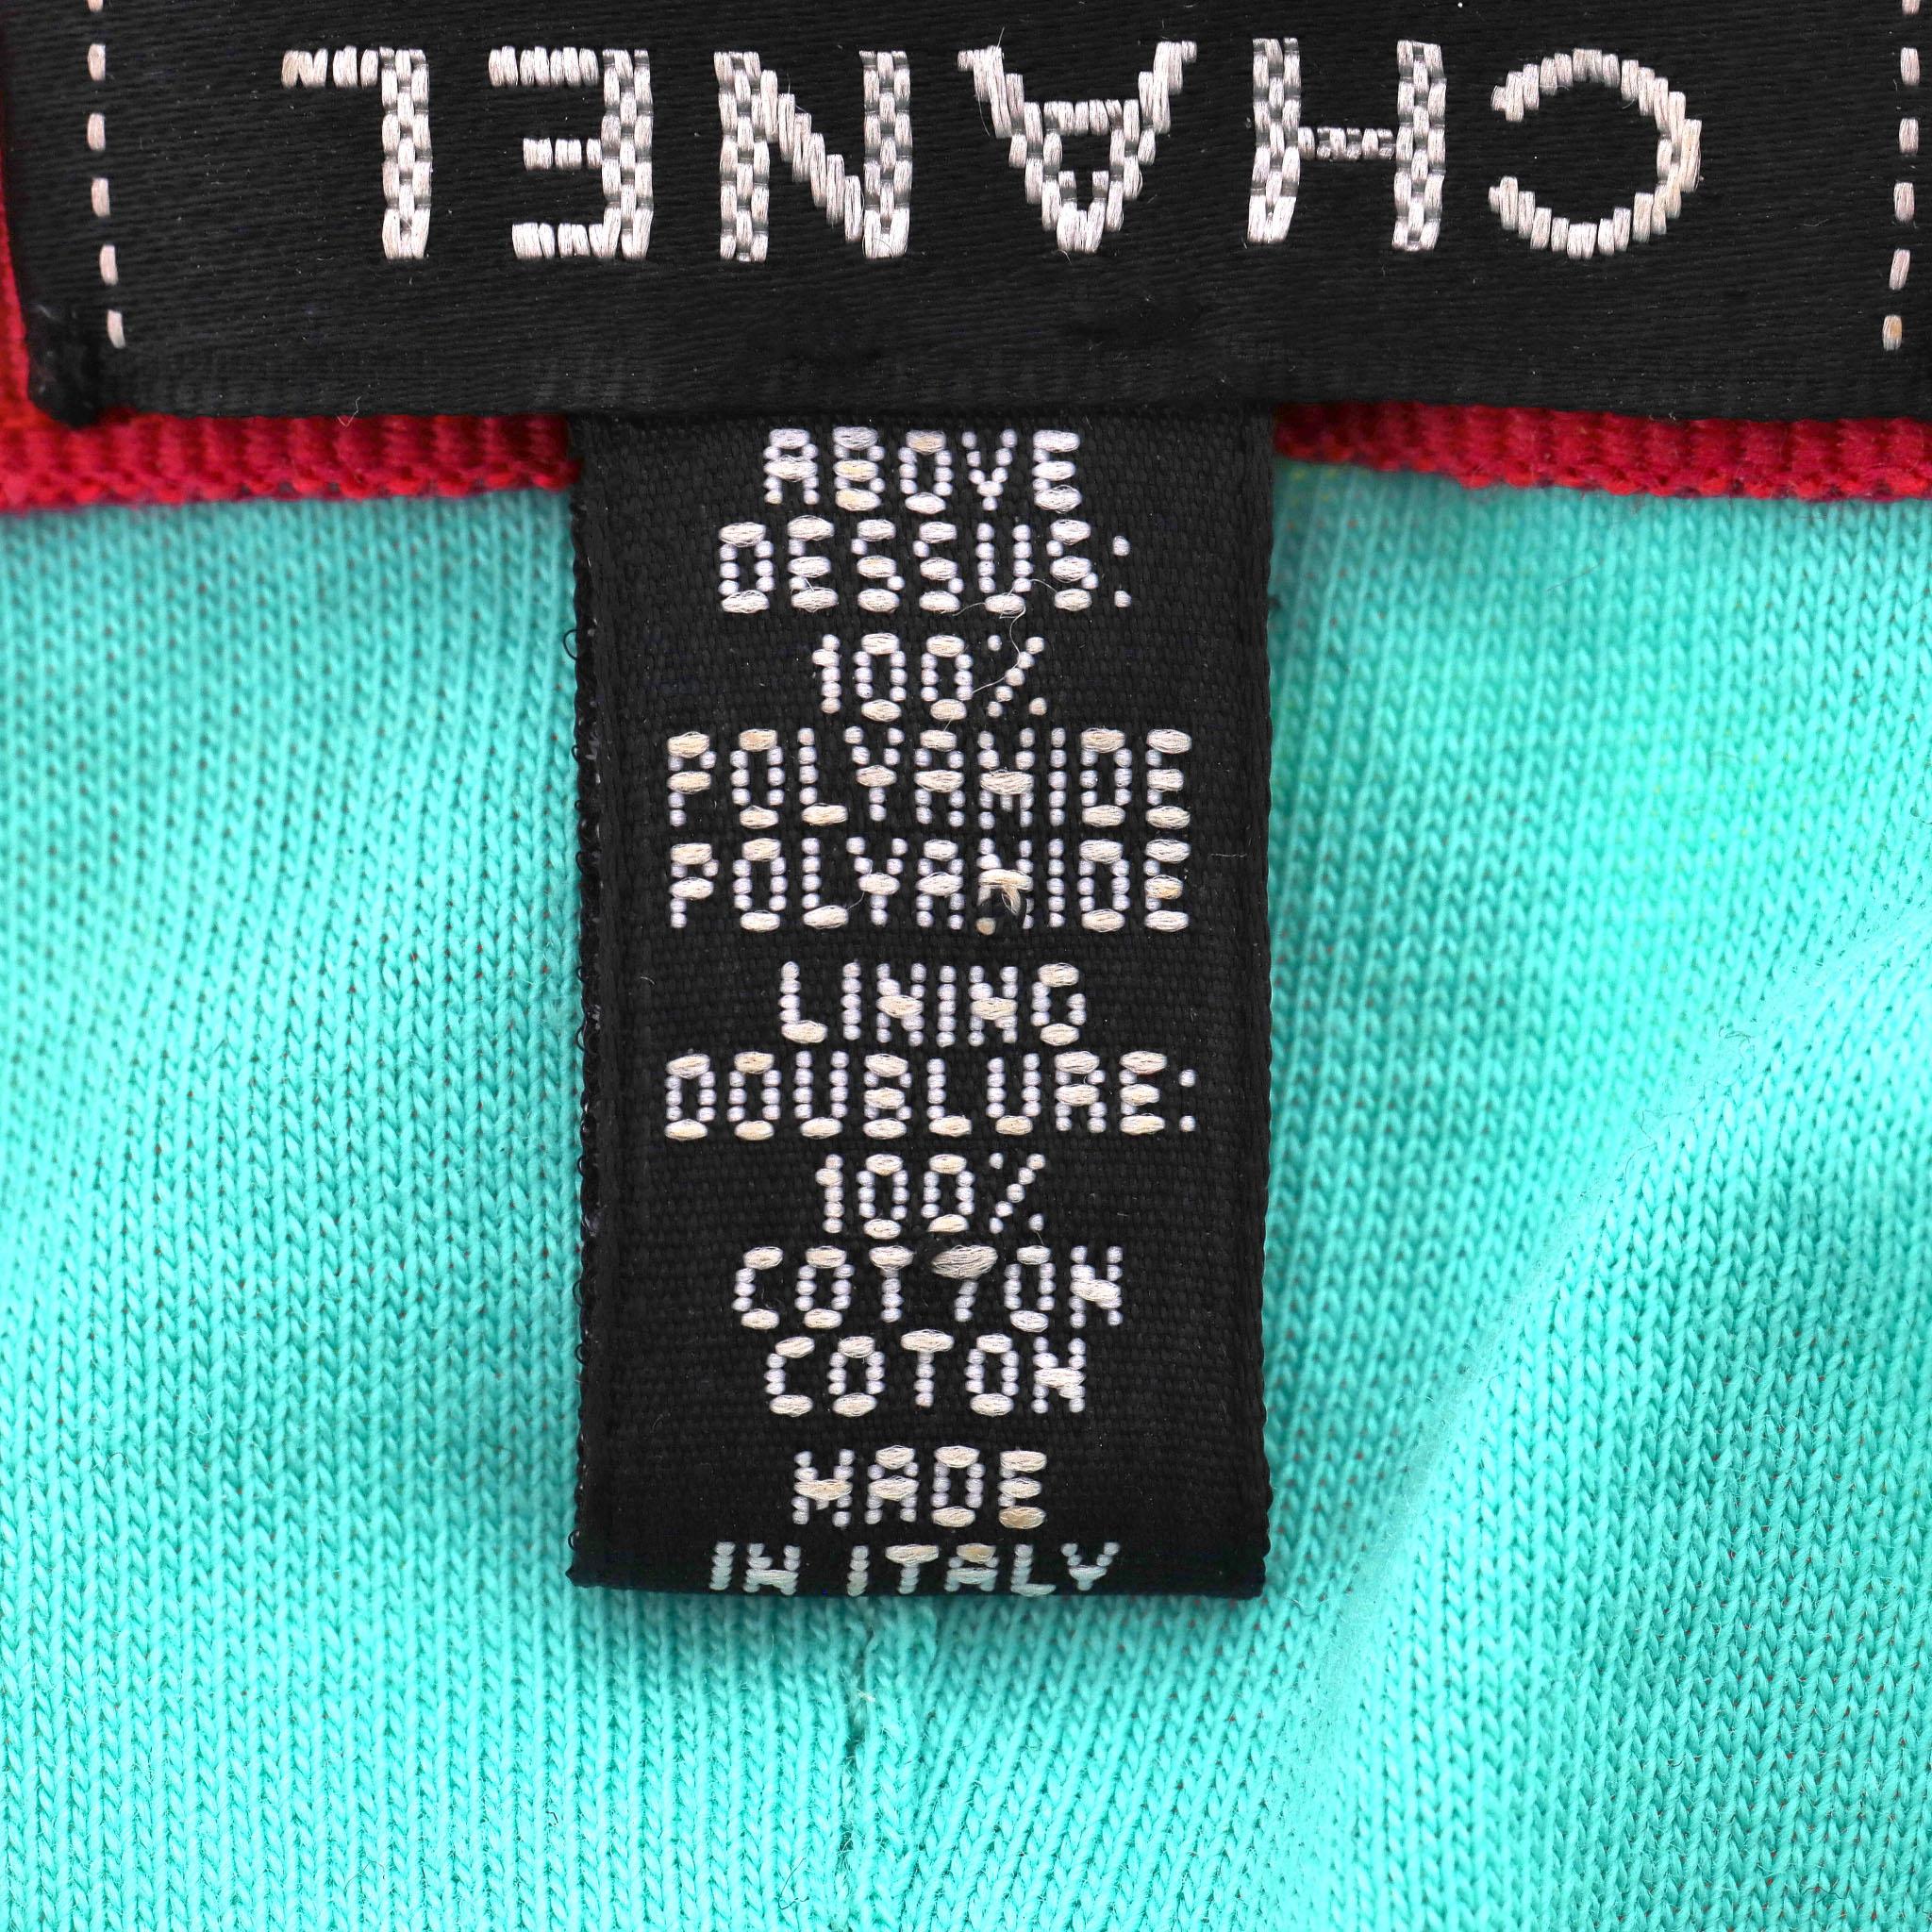 CHANEL
ABOVE
DESSUS:
100%
POLYAMIDE
POLYAMIDE
LINING
DOUBLURE:
100%
COTTON
COTON
MADE
IN ITALY